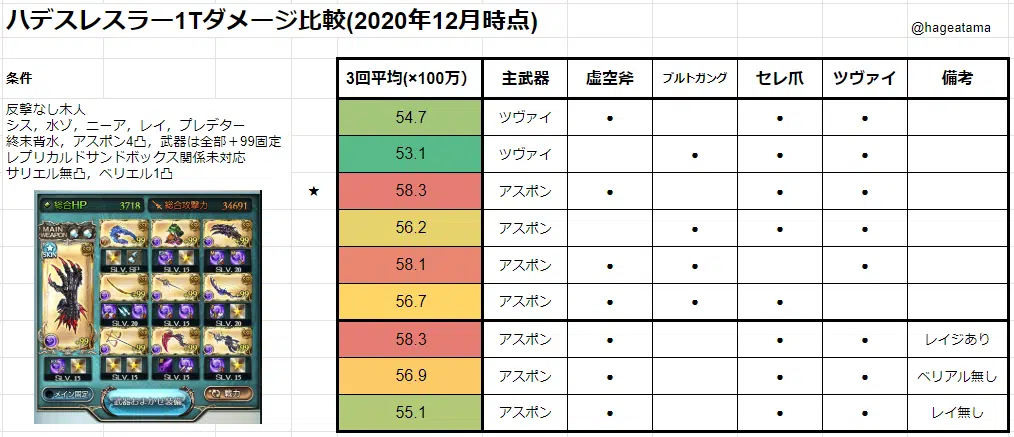 ハデスレスラー1Tダメージ比較(2020年12月時点)
@hageatama
条件
反撃なし木人
シス，水ゾ，ニーア，レイ，プレデター
終末背水，アスポン4凸，武器は全部＋99固定
レプリカルドサンドボックス関係未対応
サリエル無凸，ベリエル1凸
総合HP 3718 総合攻撃力 34691
MAIN WEAPON
SKIN
+99 +99 +99
SLV. SP SLV. 15 SLV. 20
+99 +99 +99
SLV. 20 SLV. 15 SLV. 20
+99 +99 +99 +99
SLV. 15 SLV. 15 SLV. 15 SLV. 15
メイン固定 武器おまかせ装備 戦力
3回平均(×100万) 主武器 虚空斧 ブルトガング セレ爪 ツヴァイ 備考
54.7 ツヴァイ ● ● ●
53.1 ツヴァイ ● ● ●
★ 58.3 アスポン ● ● ●
56.2 アスポン ● ● ●
58.1 アスポン ● ● ●
56.7 アスポン ● ● ●
58.3 アスポン ● ● ● レイジあり
56.9 アスポン ● ● ● ベリアル無し
55.1 アスポン ● ● ● レイ無し